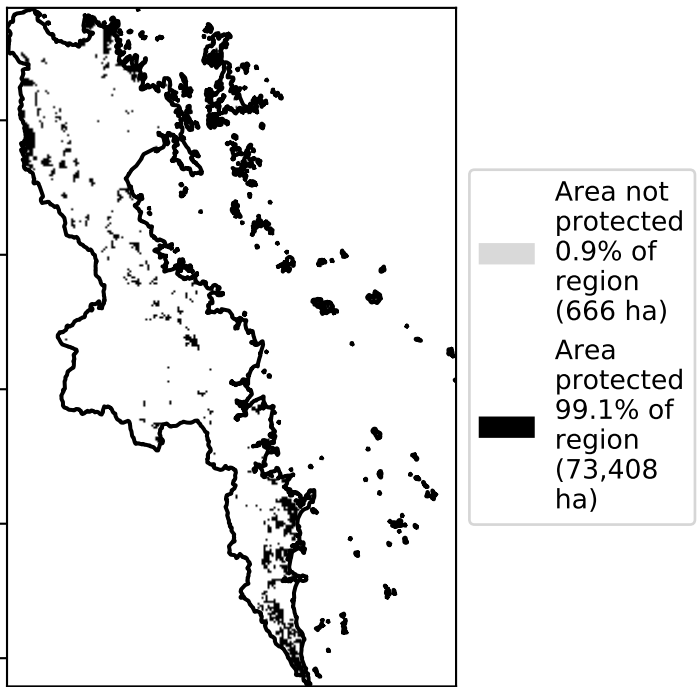 Area not
protected
0.9% of
region
(666 ha)
Area
protected
99.1% of
region
(73,408
ha)